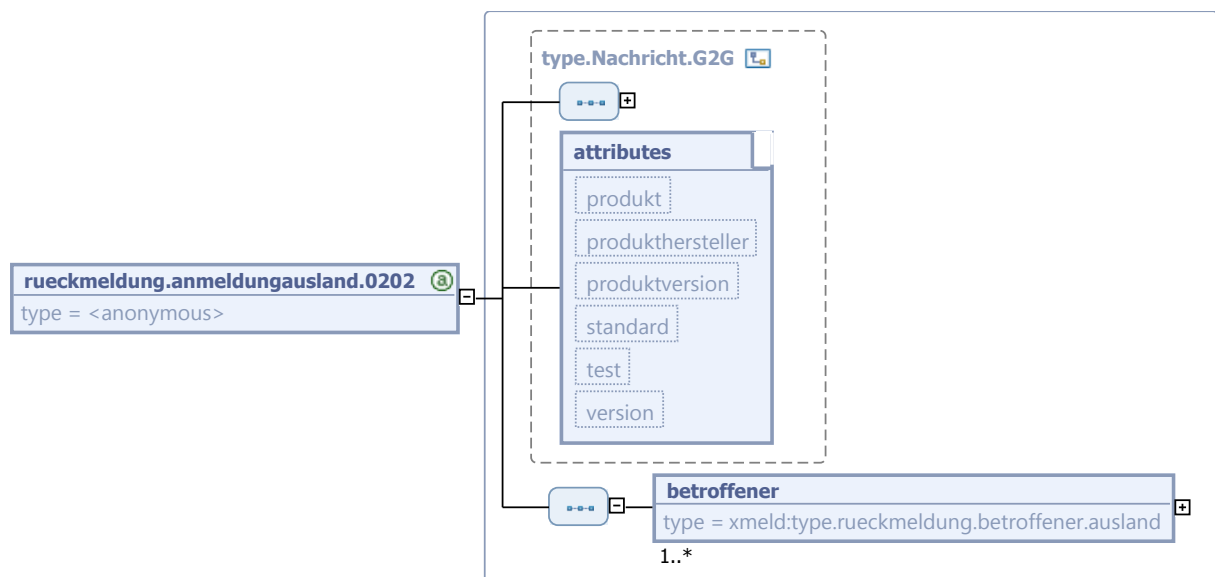 type.Nachricht.G2G
attributes
produkt
produkthersteller
produktversion
standard
test
version
rueckmeldung.anmeldungausland.0202 a
type = <anonymous>
betroffener
type = xmeld:type.rueckmeldung.betroffener.ausland
1..*